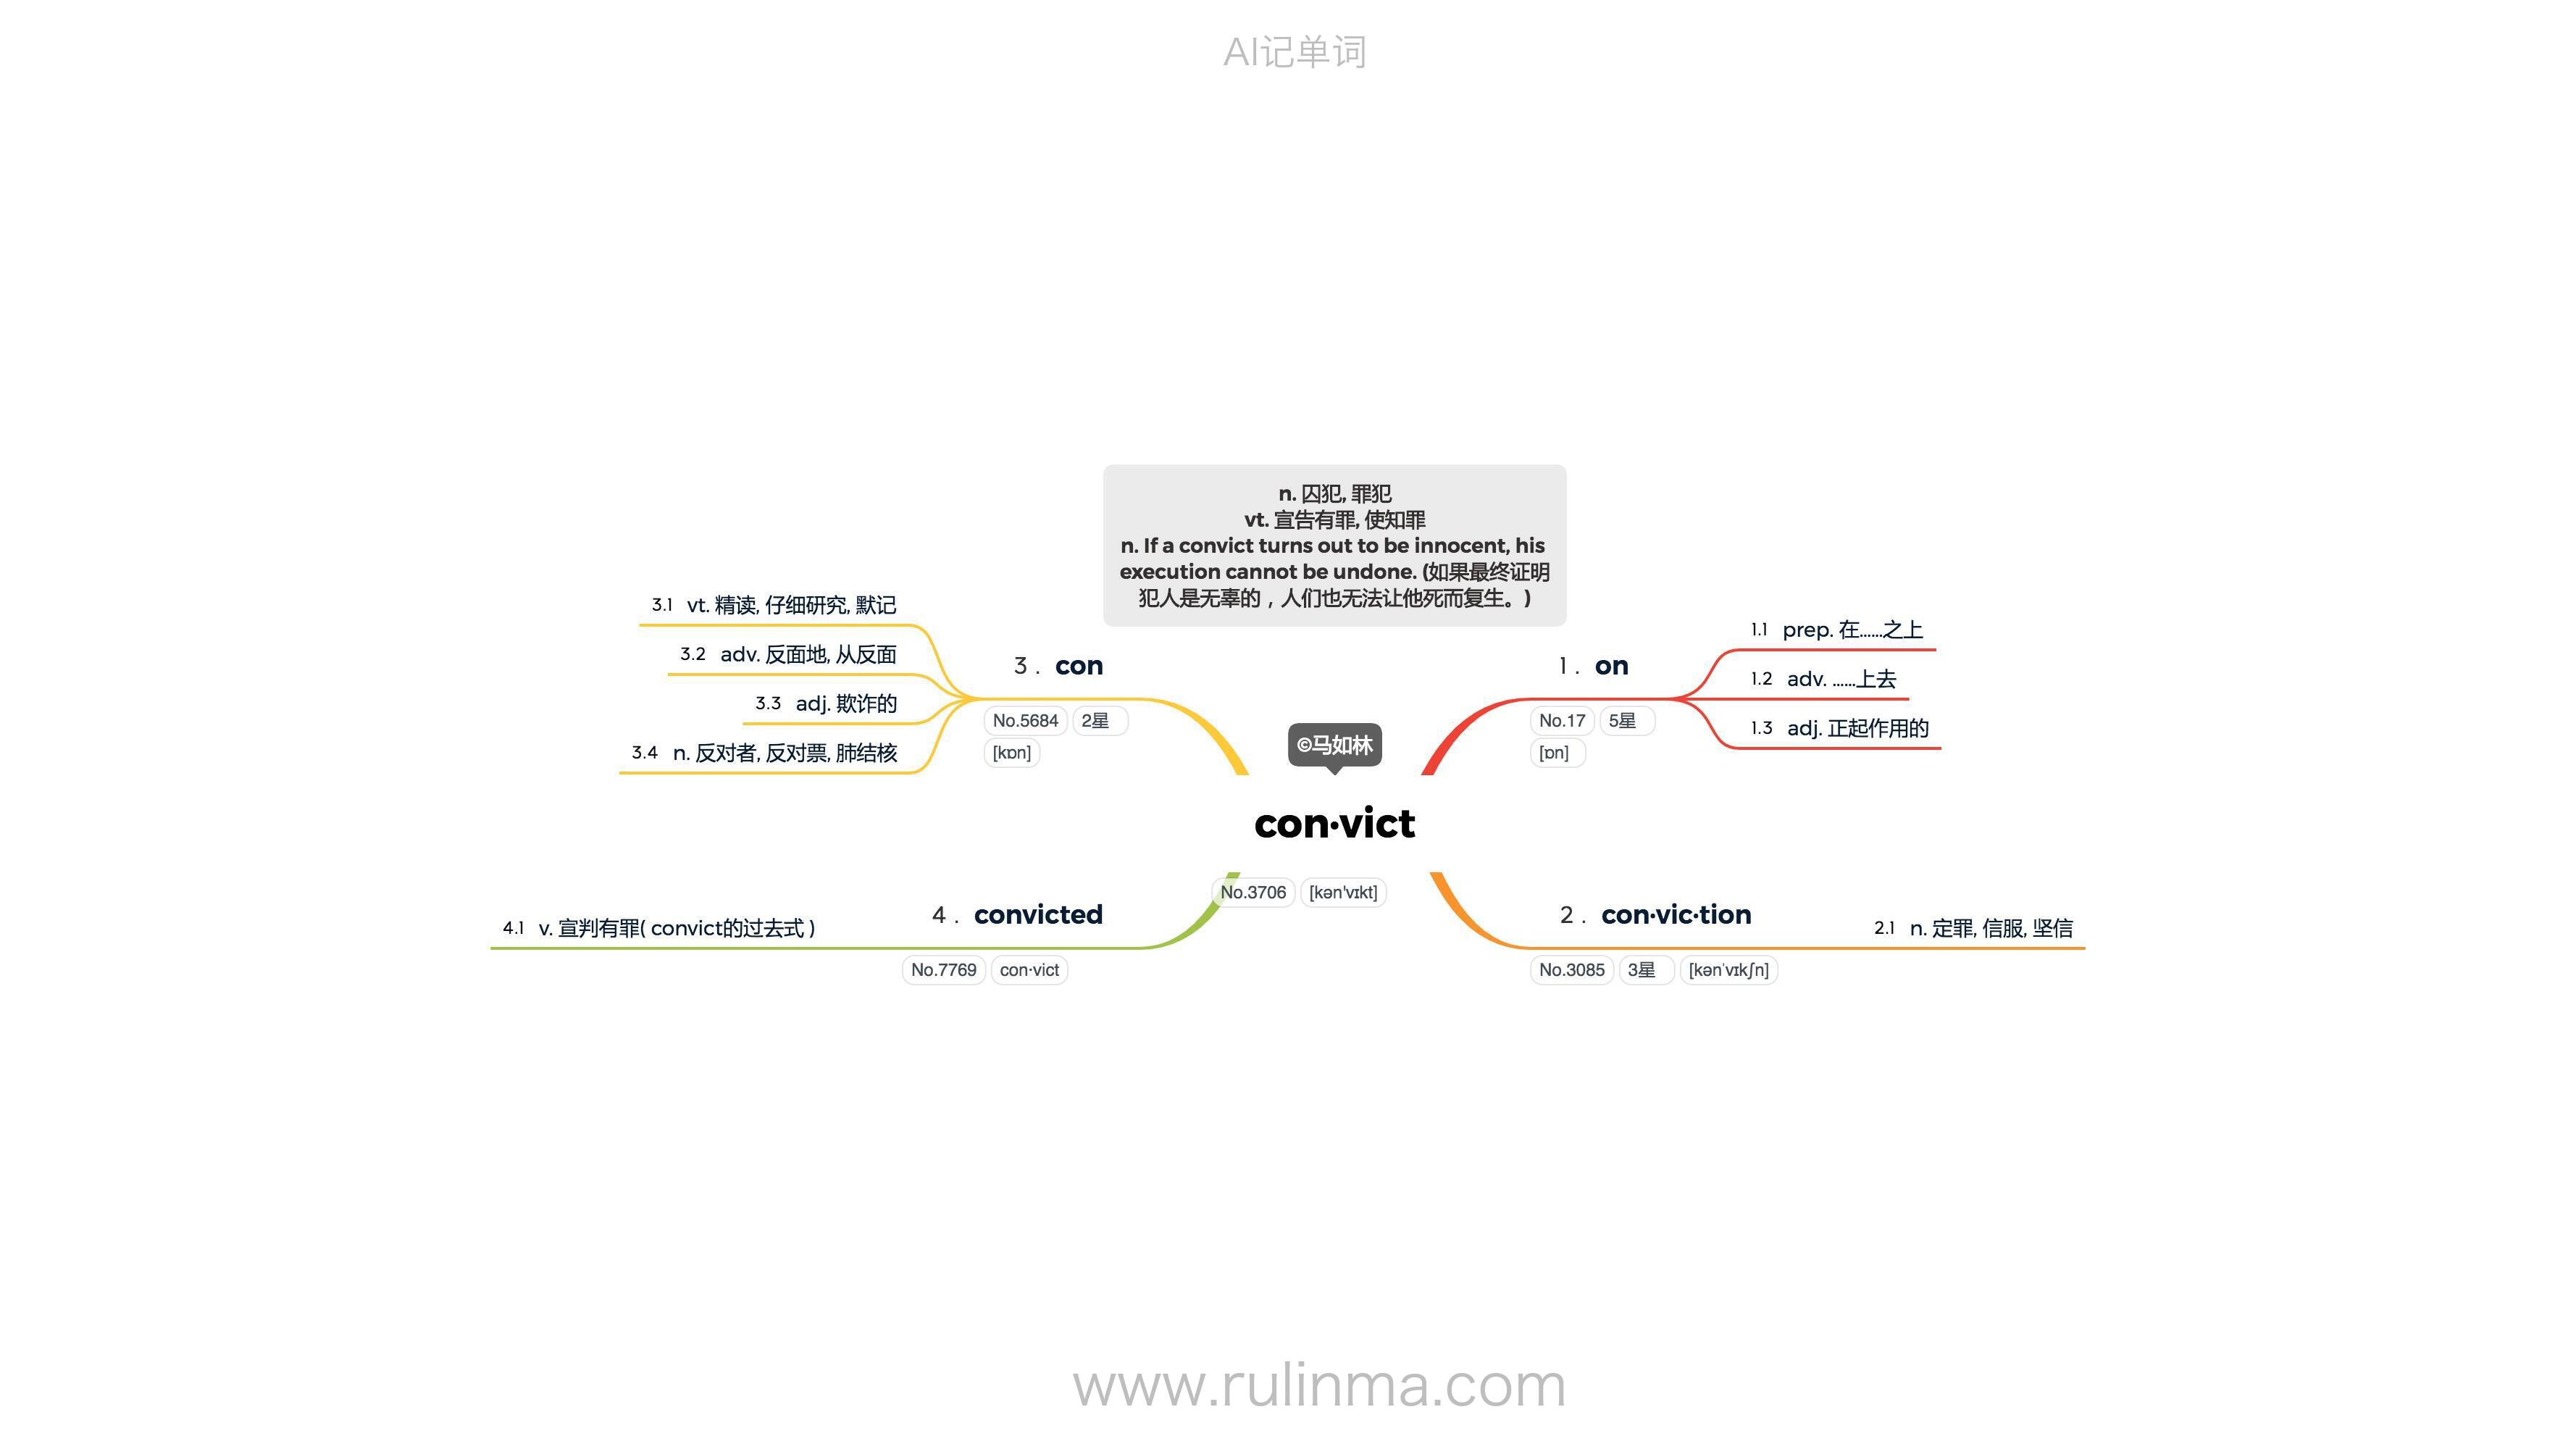 AI记单词
n. 囚犯, 罪犯
vt. 宣告有罪, 使知罪
n. If a convict turns out to be innocent, his
execution cannot be undone. (如果最终证明
犯人是无辜的，人们也无法让他死而复生。)
©马如林
con·vict
No.3706 [kən'vɪkt]
1 . on
No.17 5星
[ɒn]
1.1 prep. 在……之上
1.2 adv. ……上去
1.3 adj. 正起作用的
2 . con·vic·tion
No.3085 3星 [kən'vɪkʃn]
2.1 n. 定罪, 信服, 坚信
3 . con
No.5684 2星
[kɒn]
3.1 vt. 精读, 仔细研究, 默记
3.2 adv. 反面地, 从反面
3.3 adj. 欺诈的
3.4 n. 反对者, 反对票, 肺结核
4 . convicted
No.7769 con·vict
4.1 v. 宣判有罪( convict的过去式 )
www.rulinma.com